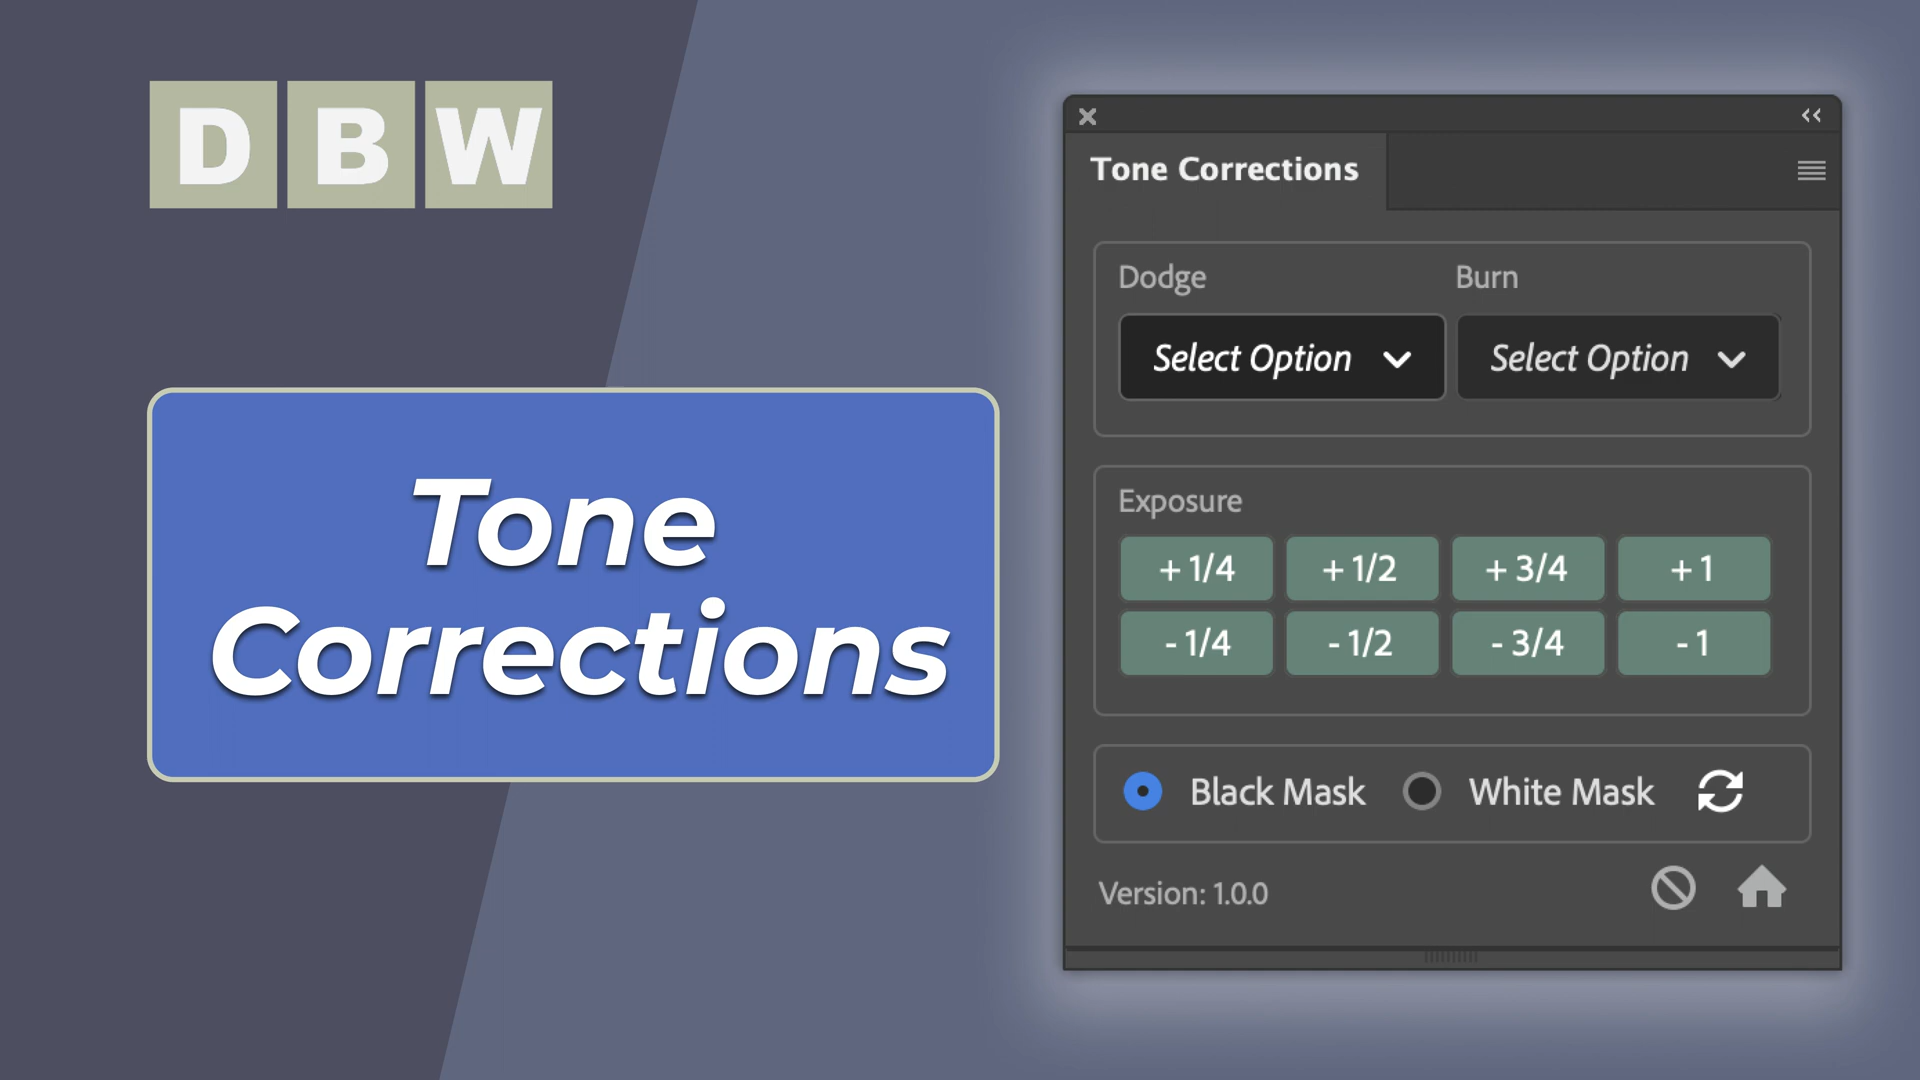 DBW
Tone
Corrections
Tone Corrections
Dodge Burn
Select Option Select Option
Exposure
+ 1/4 + 1/2 + 3/4 + 1
- 1/4 - 1/2 - 3/4 - 1
Black Mask White Mask
Version: 1.0.0